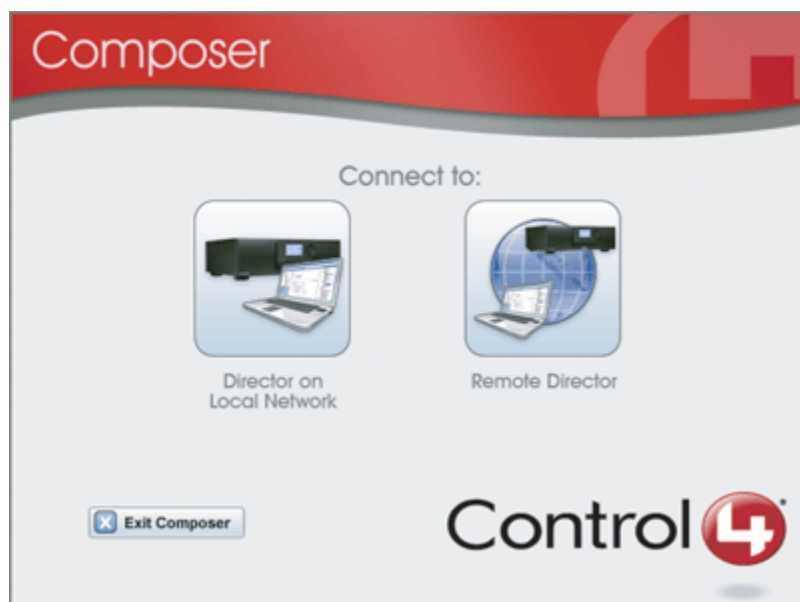 Composer
Connect to:
Director on
Local Network
Remote Director
Exit Composer
Control4